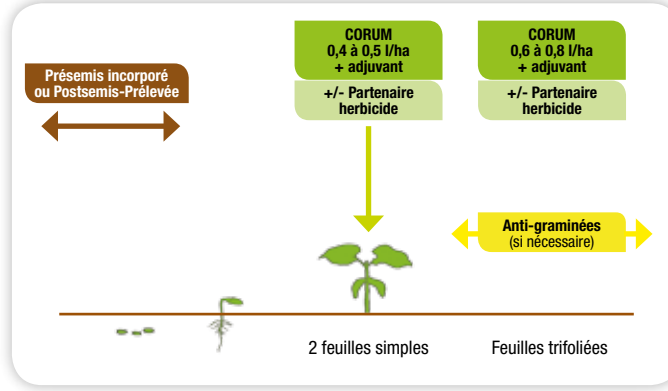 Présemis incorporé
ou Postsemis-Prélevée
CORUM
0,4 à 0,5 l/ha
+ adjuvant
+/- Partenaire
herbicide
CORUM
0,6 à 0,8 l/ha
+ adjuvant
+/- Partenaire
herbicide
Anti-graminées
(si nécessaire)
2 feuilles simples
Feuilles trifoliées